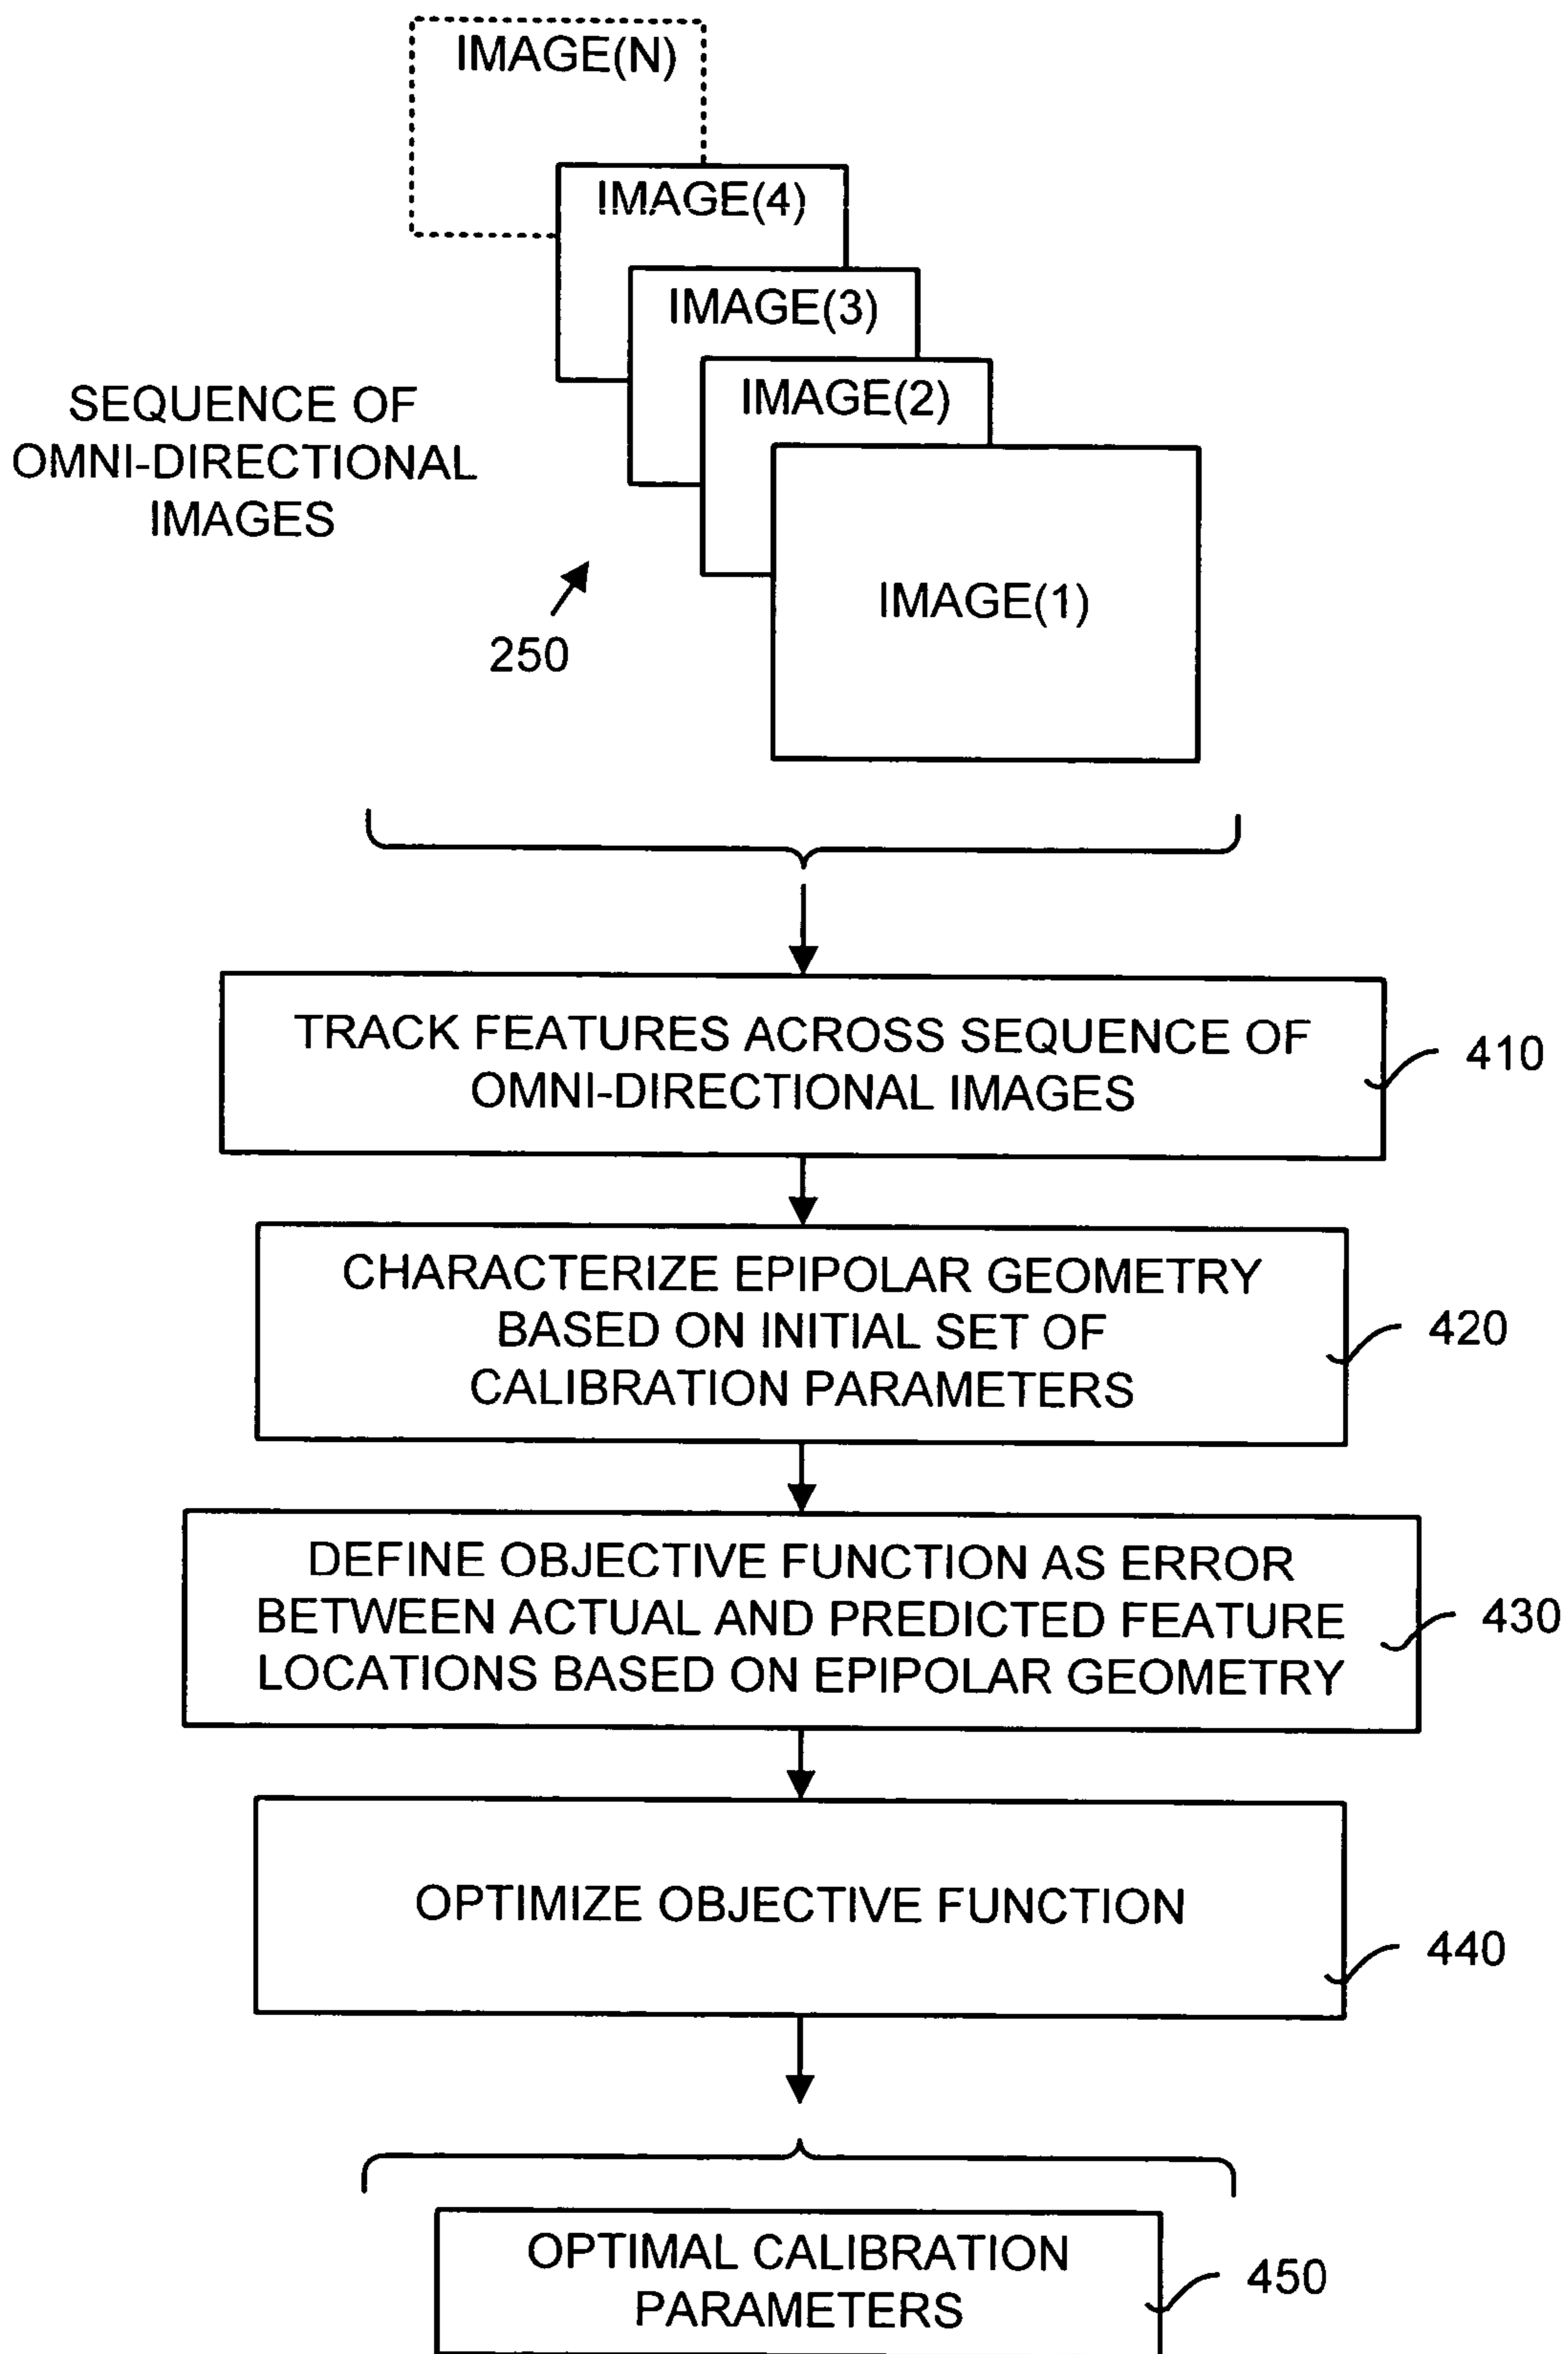 IMAGE(N)
IMAGE(4)
IMAGE(3)
IMAGE(2)
IMAGE(1)
SEQUENCE OF
OMNI-DIRECTIONAL
IMAGES
250
TRACK FEATURES ACROSS SEQUENCE OF
OMNI-DIRECTIONAL IMAGES
410
CHARACTERIZE EPIPOLAR GEOMETRY
BASED ON INITIAL SET OF
CALIBRATION PARAMETERS
420
DEFINE OBJECTIVE FUNCTION AS ERROR
BETWEEN ACTUAL AND PREDICTED FEATURE
LOCATIONS BASED ON EPIPOLAR GEOMETRY
430
OPTIMIZE OBJECTIVE FUNCTION
440
OPTIMAL CALIBRATION
PARAMETERS
450